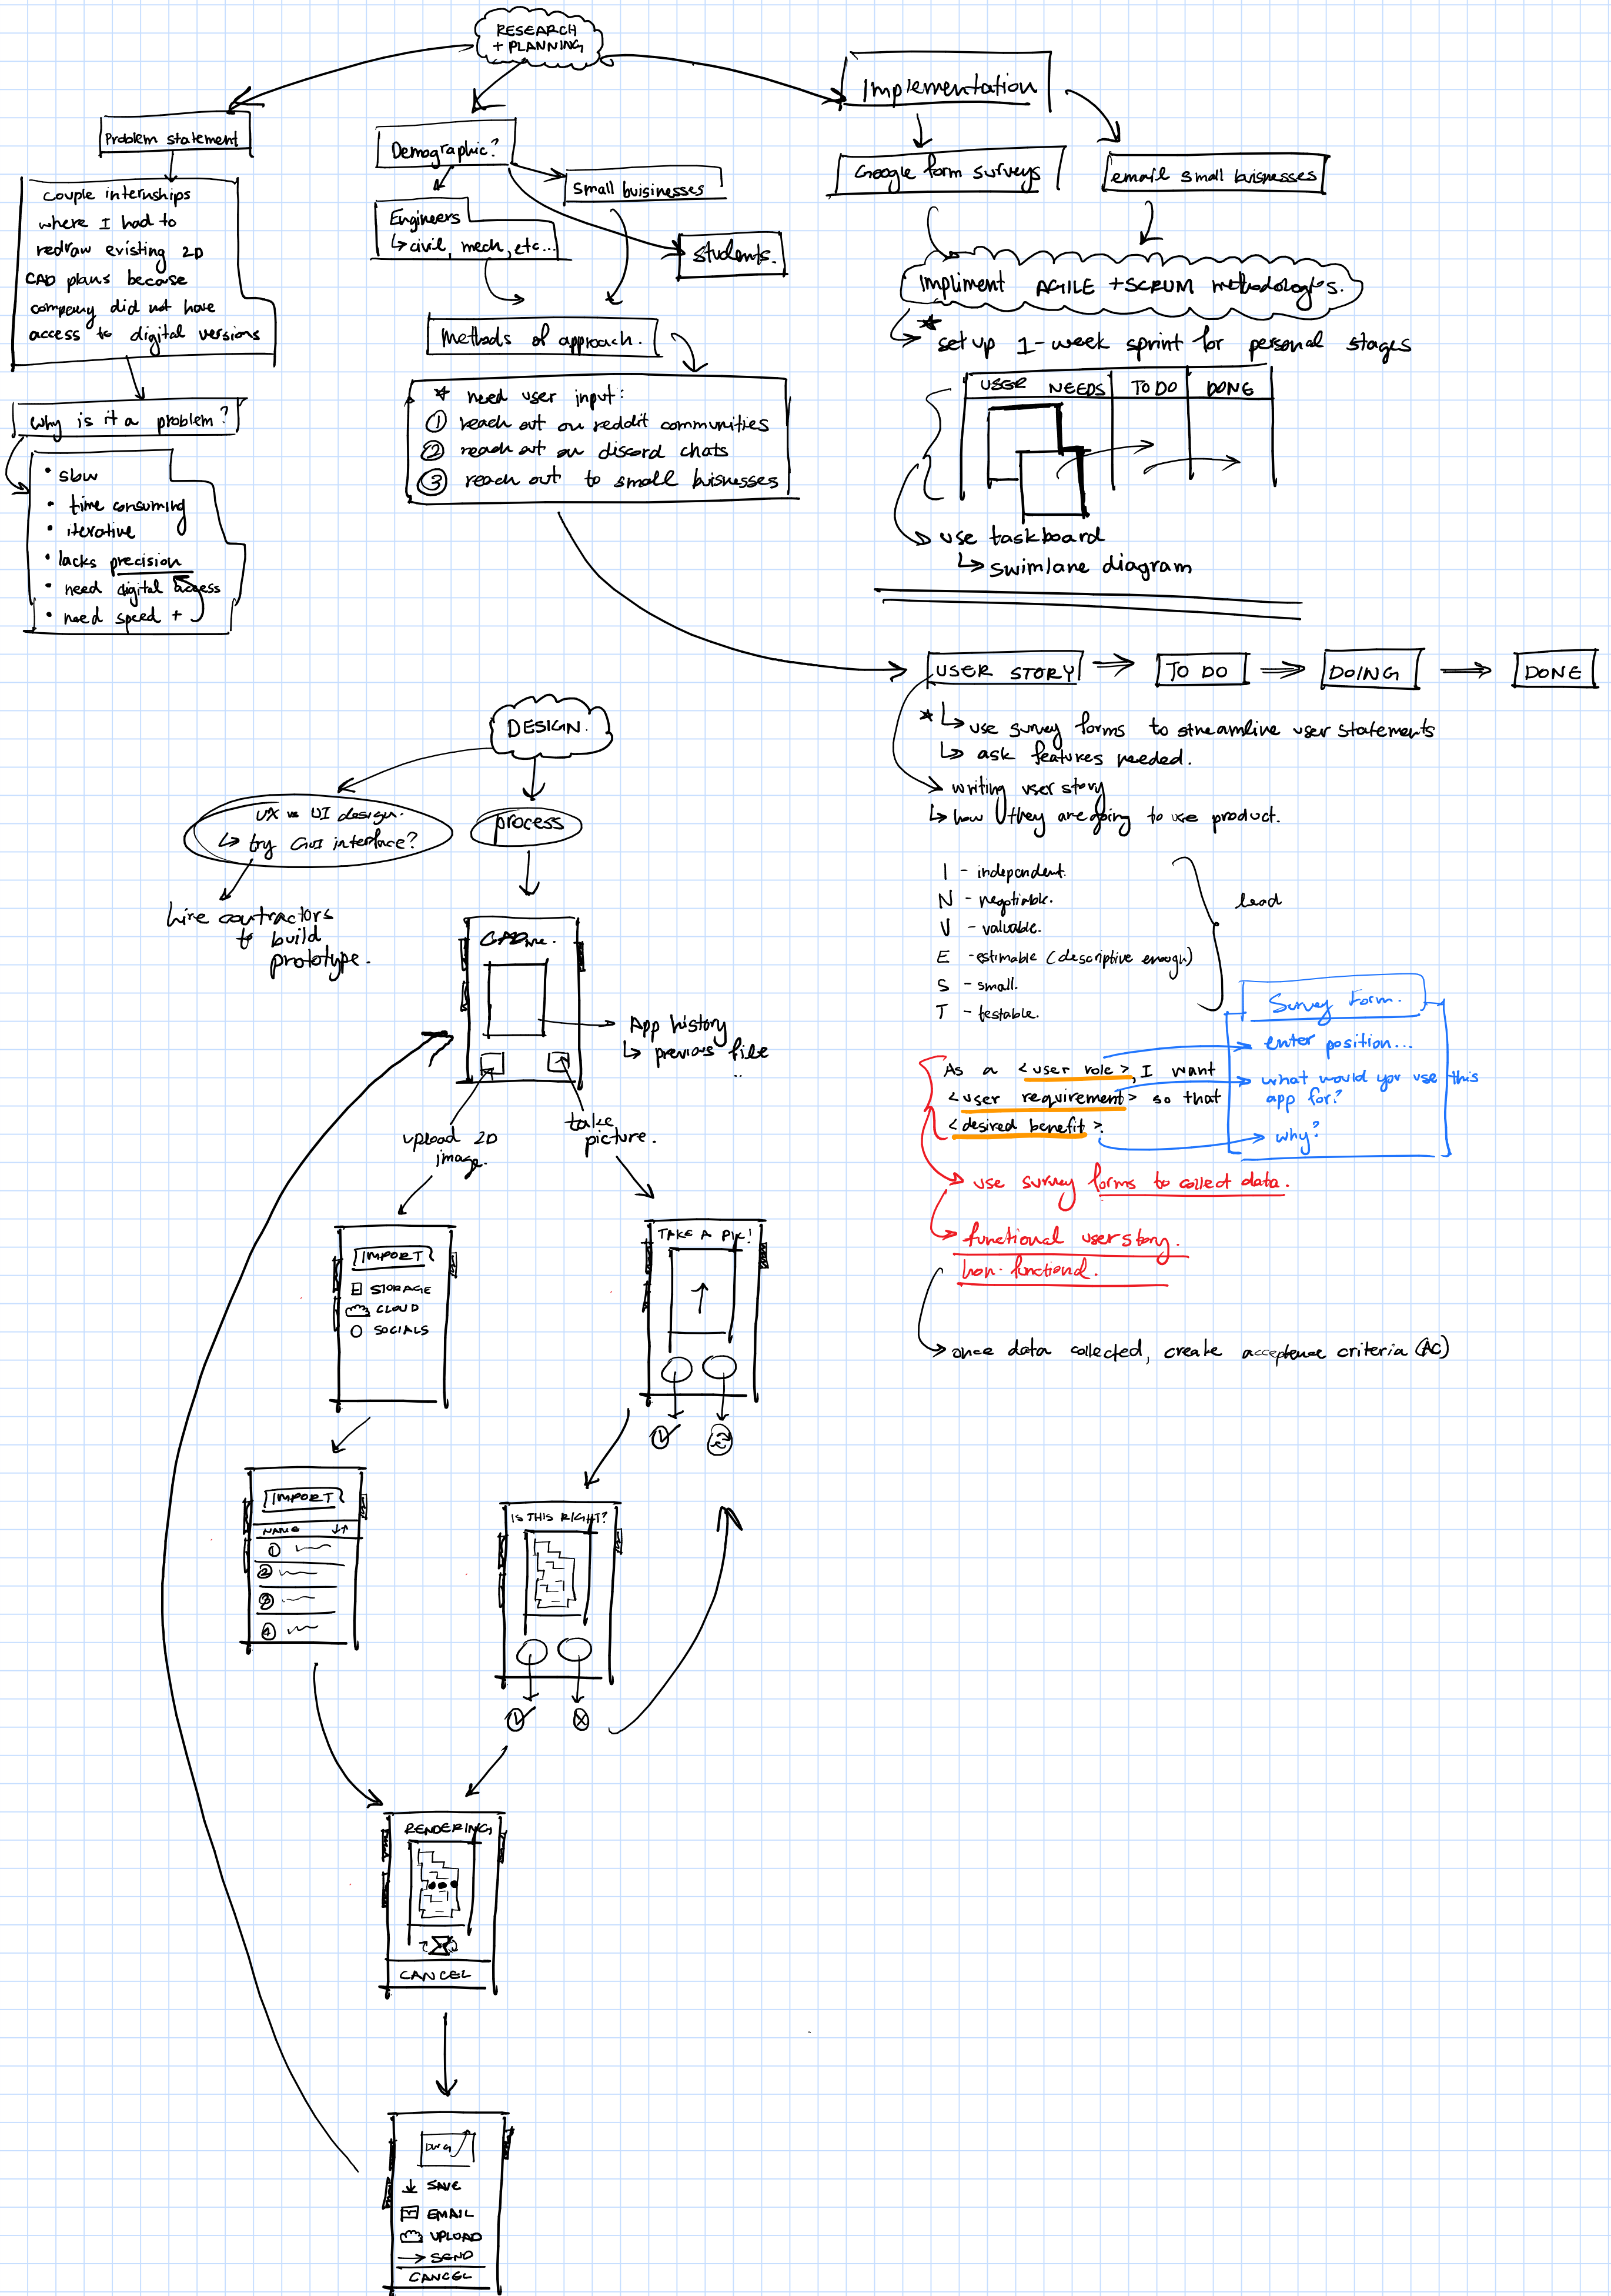 RESEARCH
+ PLANNING
Problem statement
couple internships
where I had to
redraw existing 2D
CAD plans because
company did not have
access to digital versions
Why is it a problem?
• slow
• time consuming
• iterative
• lacks precision
• need digital access
• need speed +
Demographic?
Small buisinesses
Engineers
↳ civil, mech, etc...
Students.
Methods of approach.
* need user input:
① reach out on reddit communities
② reach out on discord chats
③ reach out to small buisnesses
Implementation
Google form surveys
email small buisnesses
Impliment AGILE + SCRUM methodologies.
* set up 1-week sprint for personal stages
USER NEEDS TO DO DONE
use taskboard
↳ swimlane diagram
USER STORY ⇒ TO DO ⇒ DOING ⇒ DONE
* ↳ use survey forms to streamline user statements
↳ ask features needed.
writing user story
↳ how they are going to use product.
I - independent.
N - negotiable.
V - valuable.
E - estimable (descriptive enough)
S - small.
T - testable.
lead
As a <user role>, I want
<user requirement> so that
<desired benefit>.
Survey Form.
enter position...
what would you use this
app for?
why?
use survey forms to collect data.
functional user story.
non-functional.
once data collected, create acceptence criteria (AC)
DESIGN.
UX vs UI design.
↳ try GUI interface?
hire contractors
to build
prototype.
process
CADme.
App history
↳ previous file
..
upload 2D
image.
take
picture.
IMPORT
STORAGE
CLOUD
SOCIALS
TAKE A PIC!
IMPORT
NAME ↓↑
①
②
③
④
IS THIS RIGHT?
RENDERING
CANCEL
DWG
SAVE
EMAIL
UPLOAD
→ SEND
CANCEL